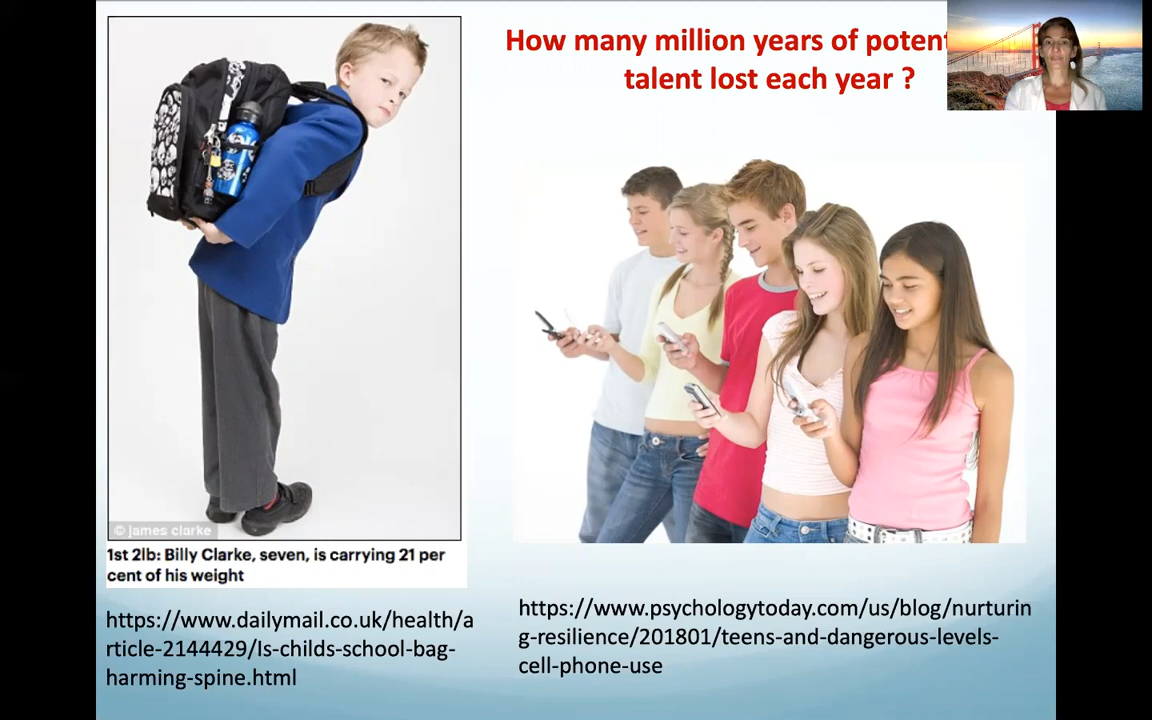 How many million years of potent
talent lost each year ?
© james clarke
1st 2lb: Billy Clarke, seven, is carrying 21 per
cent of his weight
https://www.dailymail.co.uk/health/a
rticle-2144429/Is-childs-school-bag-
harming-spine.html
https://www.psychologytoday.com/us/blog/nurturin
g-resilience/201801/teens-and-dangerous-levels-
cell-phone-use